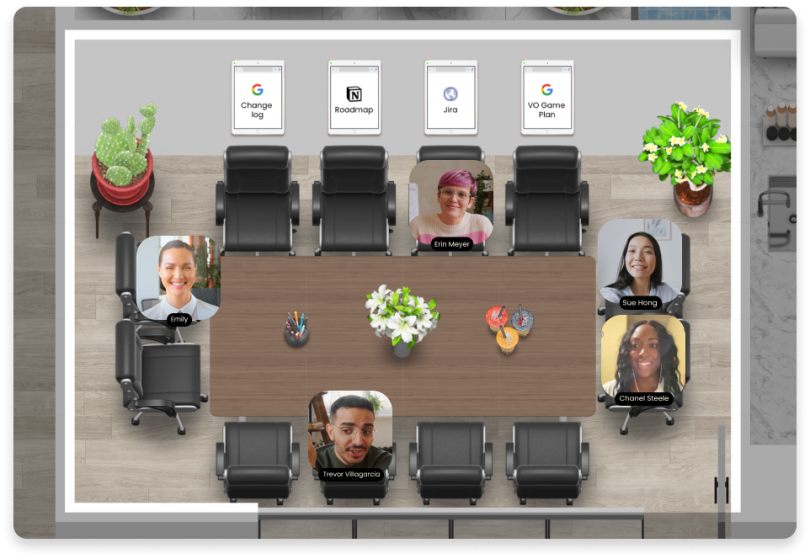 Change
log
Roadmap
Jira
VO Game
Plan
Erin Meyer
Emily
Sue Hong
Chanel Steele
Trevor Villagarcia